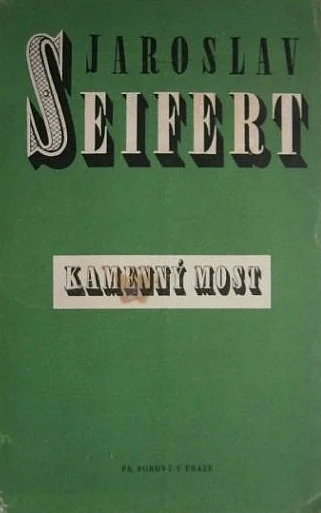 JAROSLAV
SEIFERT
KAMENNÝ MOST
FR. BOROVÝ V PRAZE